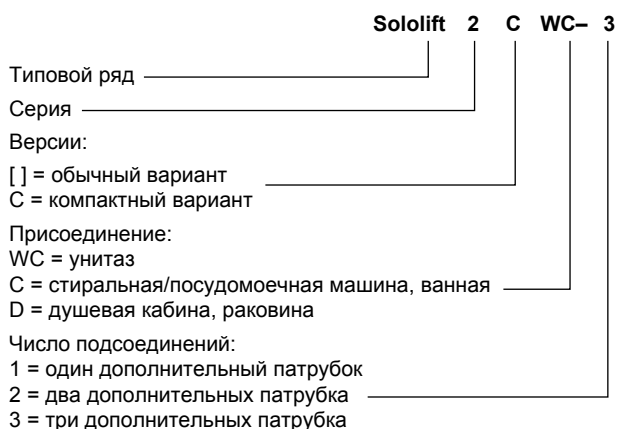 Sololift 2 C WC– 3
Типовой ряд
Серия
Версии:
[ ] = обычный вариант
C = компактный вариант
Присоединение:
WC = унитаз
C = стиральная/посудомоечная машина, ванная
D = душевая кабина, раковина
Число подсоединений:
1 = один дополнительный патрубок
2 = два дополнительных патрубка
3 = три дополнительных патрубка